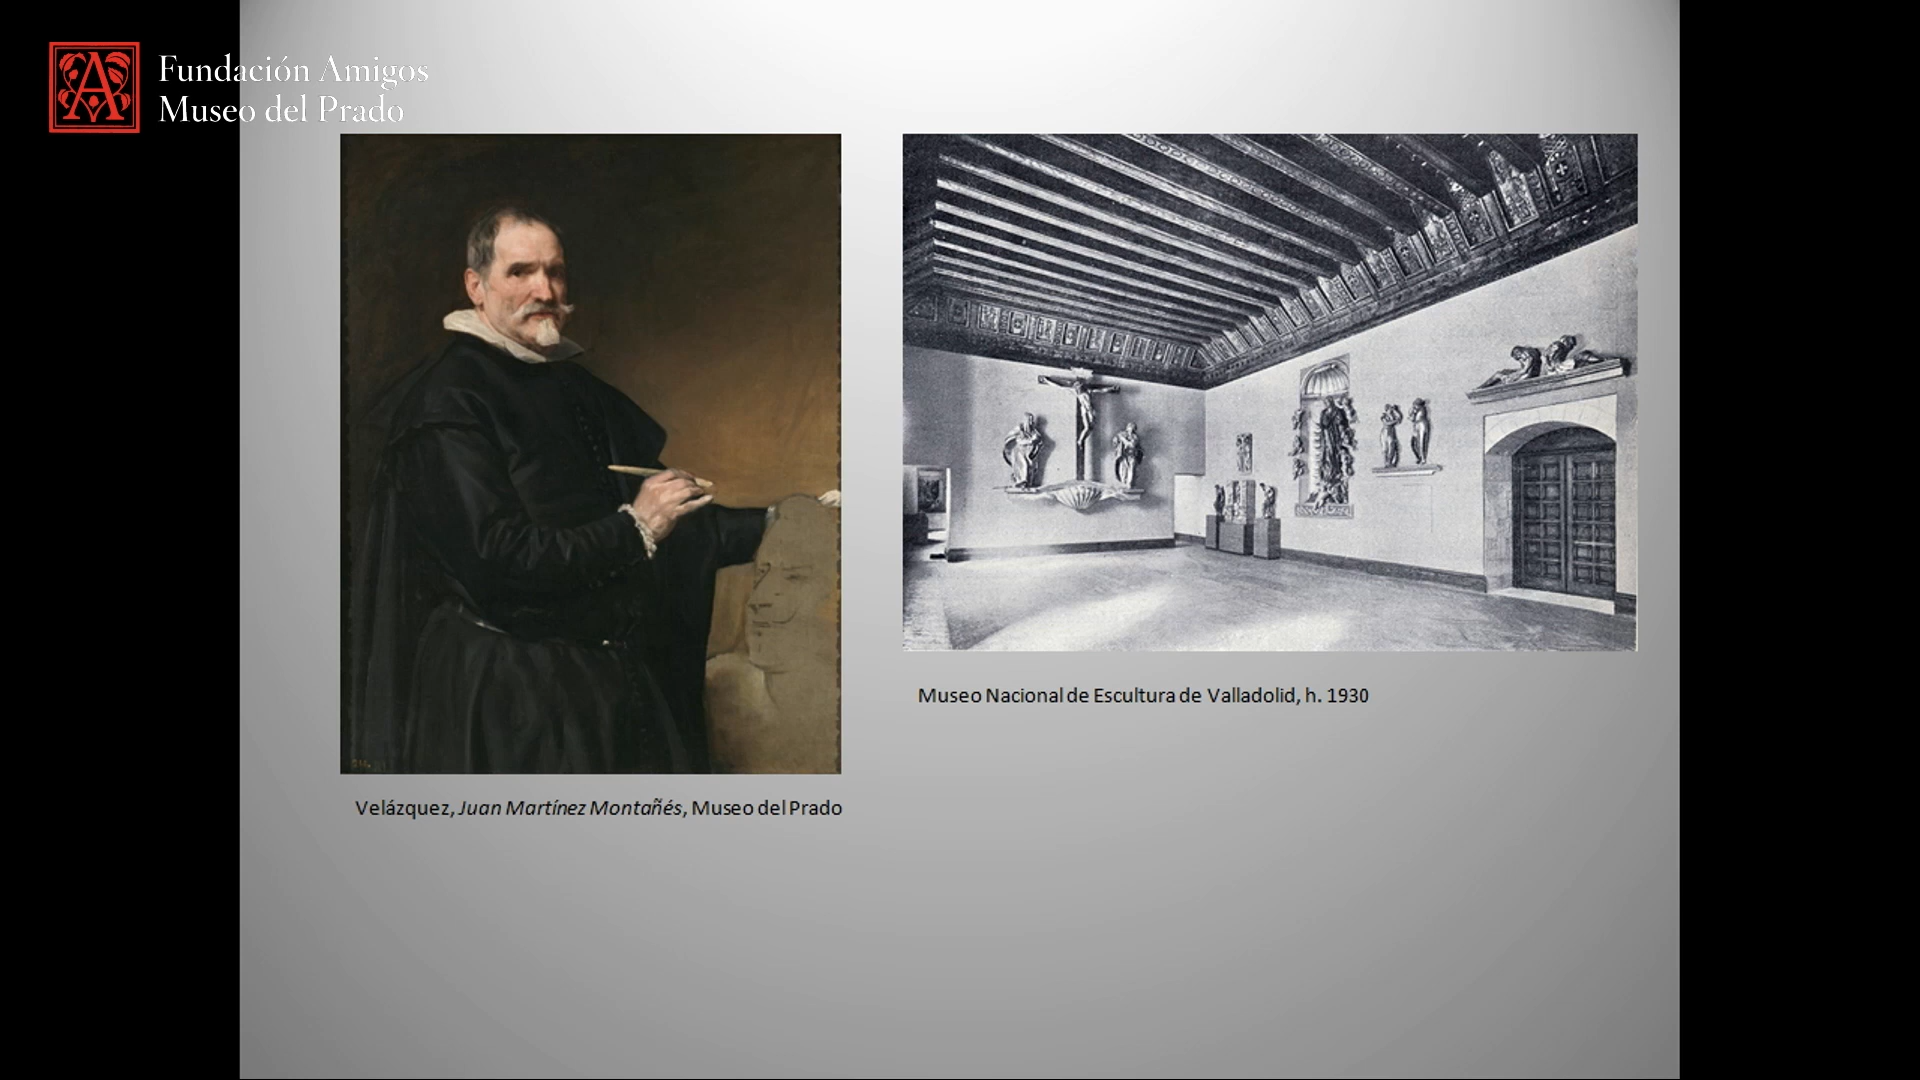 Fundación Amigos
Museo del Prado
Museo Nacional de Escultura de Valladolid, h. 1930
Velázquez, Juan Martínez Montañés, Museo del Prado